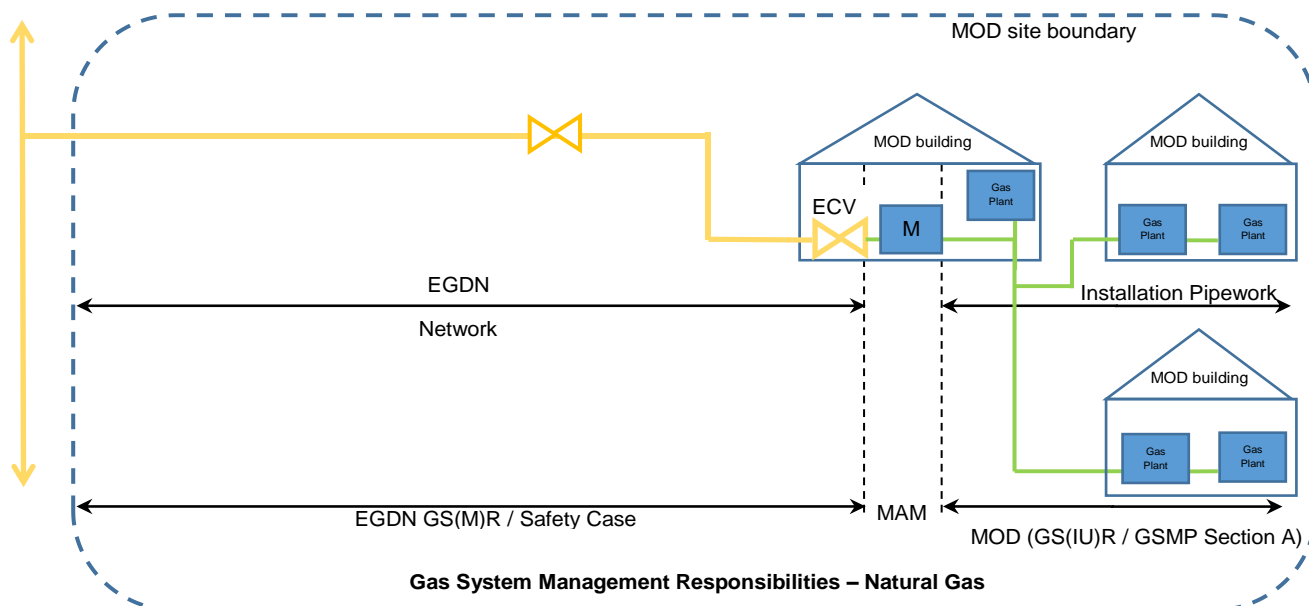 MOD site boundary
MOD building
MOD building
Gas
Plant
ECV
M
Gas
Plant
Gas
Plant
EGDN
Installation Pipework
Network
MOD building
Gas
Plant
Gas
Plant
EGDN GS(M)R / Safety Case
MAM
MOD (GS(IU)R / GSMP Section A) /
Gas System Management Responsibilities – Natural Gas